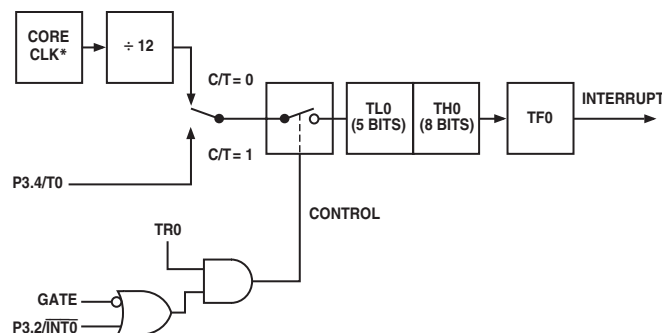 CORE
CLK*
÷ 12
C/T = 0
C/T = 1
TL0
(5 BITS)
TH0
(8 BITS)
TF0
INTERRUPT
P3.4/T0
CONTROL
TR0
GATE
P3.2/INT0